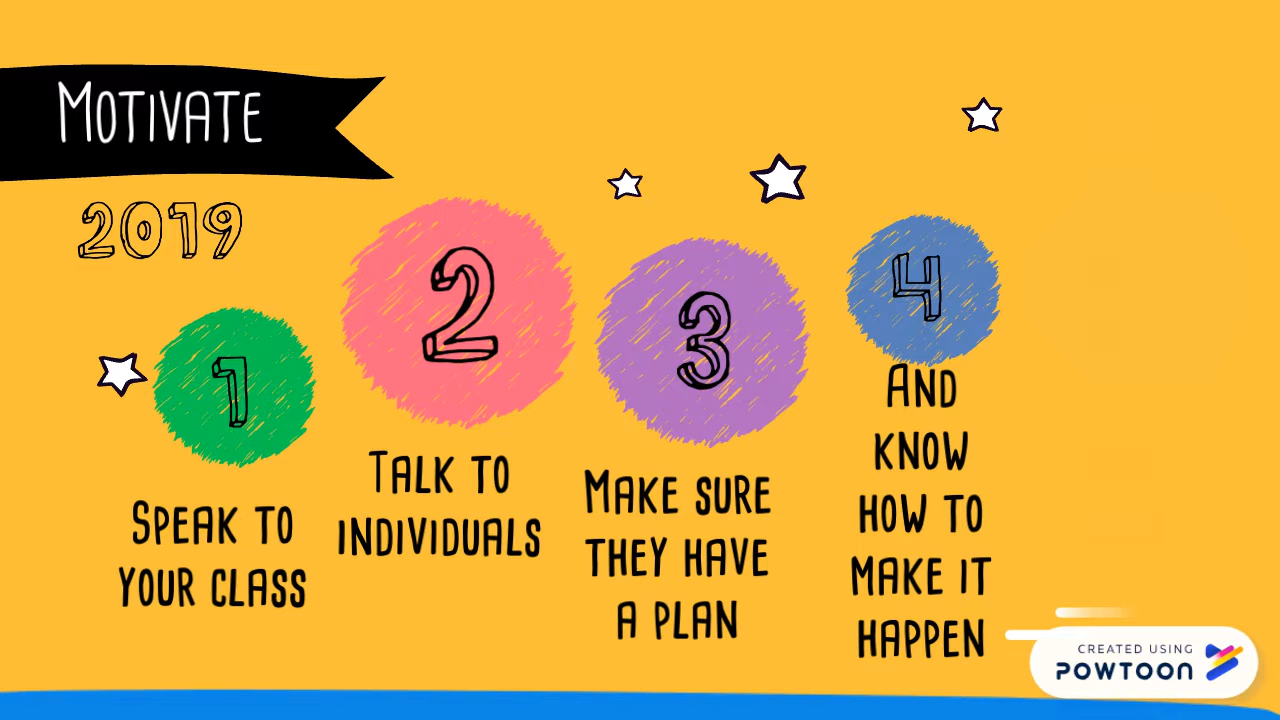 Motivate
2019
1
Speak to
your class
2
Talk to
individuals
3
Make sure
they have
a plan
4
And
know
how to
make it
happen
CREATED USING
POWTOON